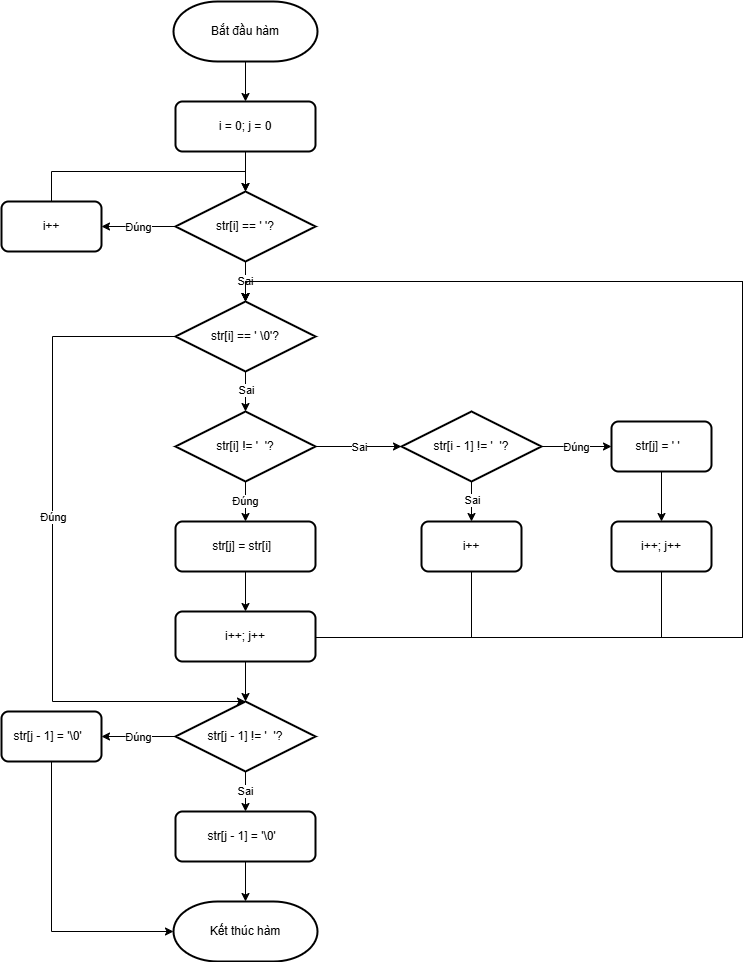 Bắt đầu hàm
i = 0; j = 0
str[i] == ' '?
Đúng
i++
Sai
str[i] == ' \0'?
Sai
str[i] != '  '?
Sai
str[i - 1] != '  '?
Đúng
str[j] = ' '
Đúng
Sai
Đúng
str[j] = str[i]
i++
i++; j++
i++; j++
str[j - 1] != '  '?
Đúng
str[j - 1] = '\0'
Sai
str[j - 1] = '\0'
Kết thúc hàm